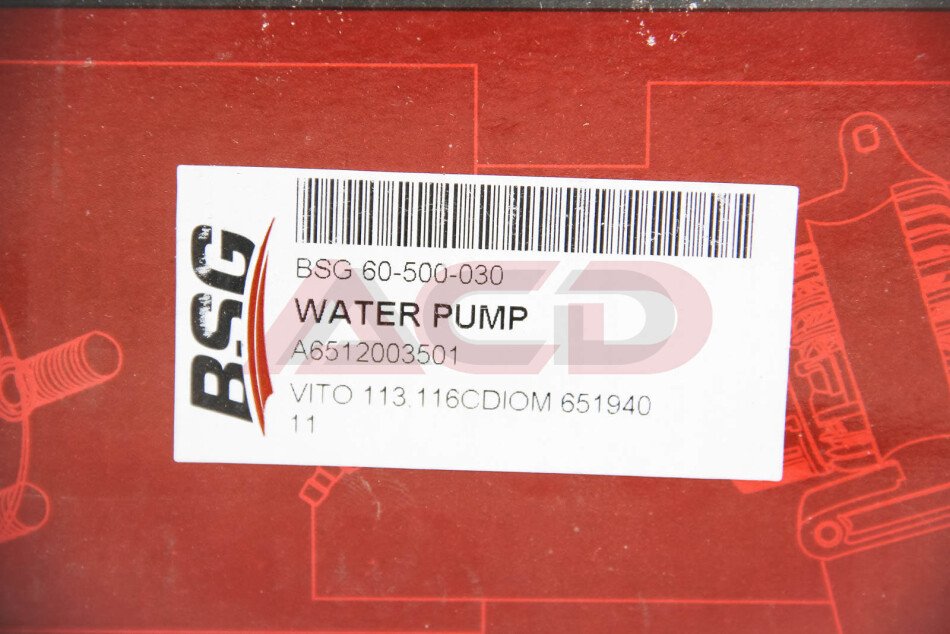 BSG
BSG 60-500-030
WATER PUMP
A6512003501
VITO 113.116CDIOM 651940
11
ACD